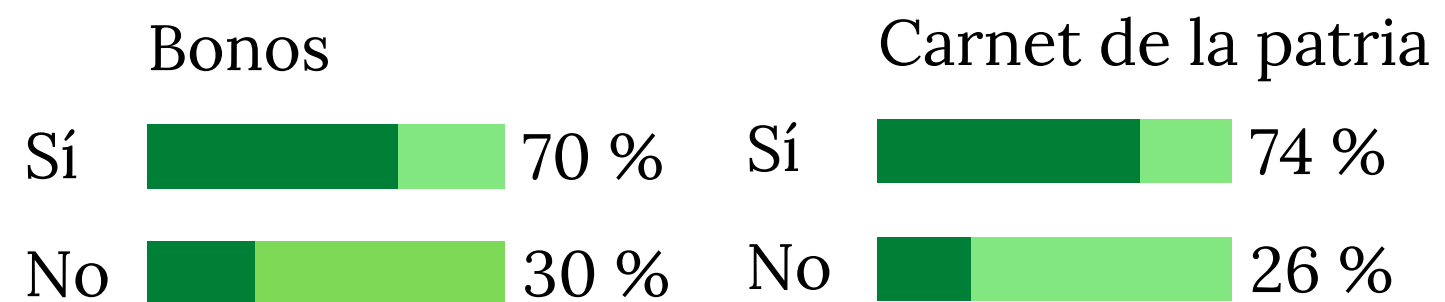 Bonos
Sí 70 %
No 30 %
Carnet de la patria
Sí 74 %
No 26 %